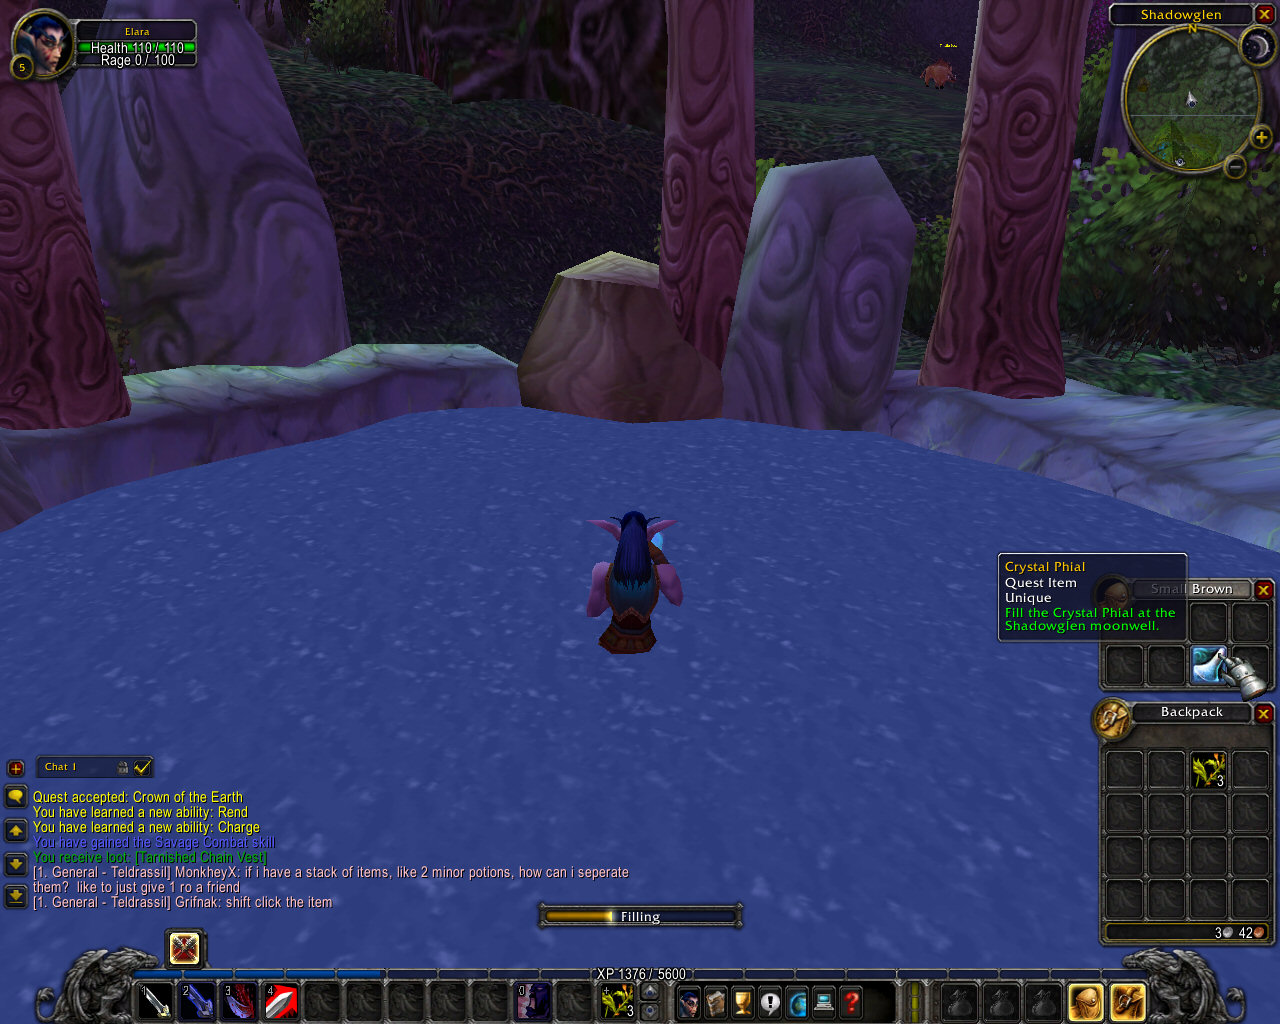 Elara
Health 110 / 110
Rage 0 / 100
5
Shadowglen
N
Crystal Phial
Quest Item
Unique
Fill the Crystal Phial at the
Shadowglen moonwell.
Small Brown
Backpack
3
3 42
Chat 1
Quest accepted: Crown of the Earth
You have learned a new ability: Rend
You have learned a new ability: Charge
You have gained the Savage Combat skill
You receive loot: [Tarnished Chain Vest]
[1. General - Teldrassil] MonkheyX: if i have a stack of items, like 2 minor potions, how can i seperate
them?  like to just give 1 ro a friend
[1. General - Teldrassil] Grifnak: shift click the item
Filling
XP 1376 / 5600
1 2 3 4 0 + 3